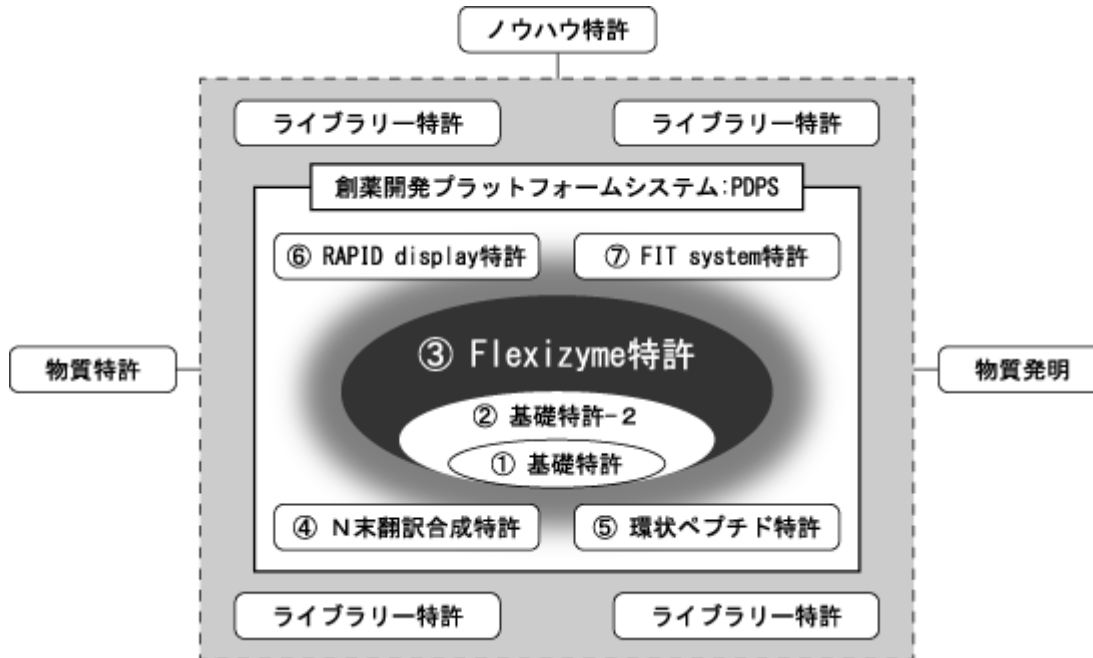 ノウハウ特許
ライブラリー特許
ライブラリー特許
創薬開発プラットフォームシステム:PDPS
⑥ RAPID display特許
⑦ FIT system特許
③ Flexizyme特許
物質特許
物質発明
② 基礎特許-2
① 基礎特許
④ N末翻訳合成特許
⑤ 環状ペプチド特許
ライブラリー特許
ライブラリー特許